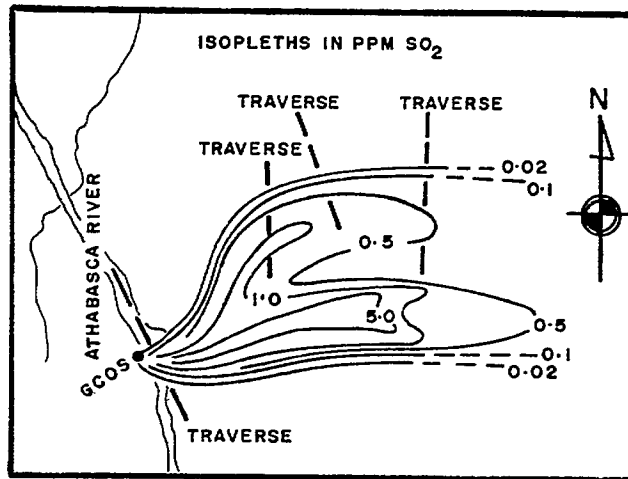 ISOPLETHS IN PPM SO2
TRAVERSE
TRAVERSE
TRAVERSE
N
0·02
0·1
ATHABASCA RIVER
0·5
1·0
5·0
0·5
0·1
0·02
GCOS
TRAVERSE